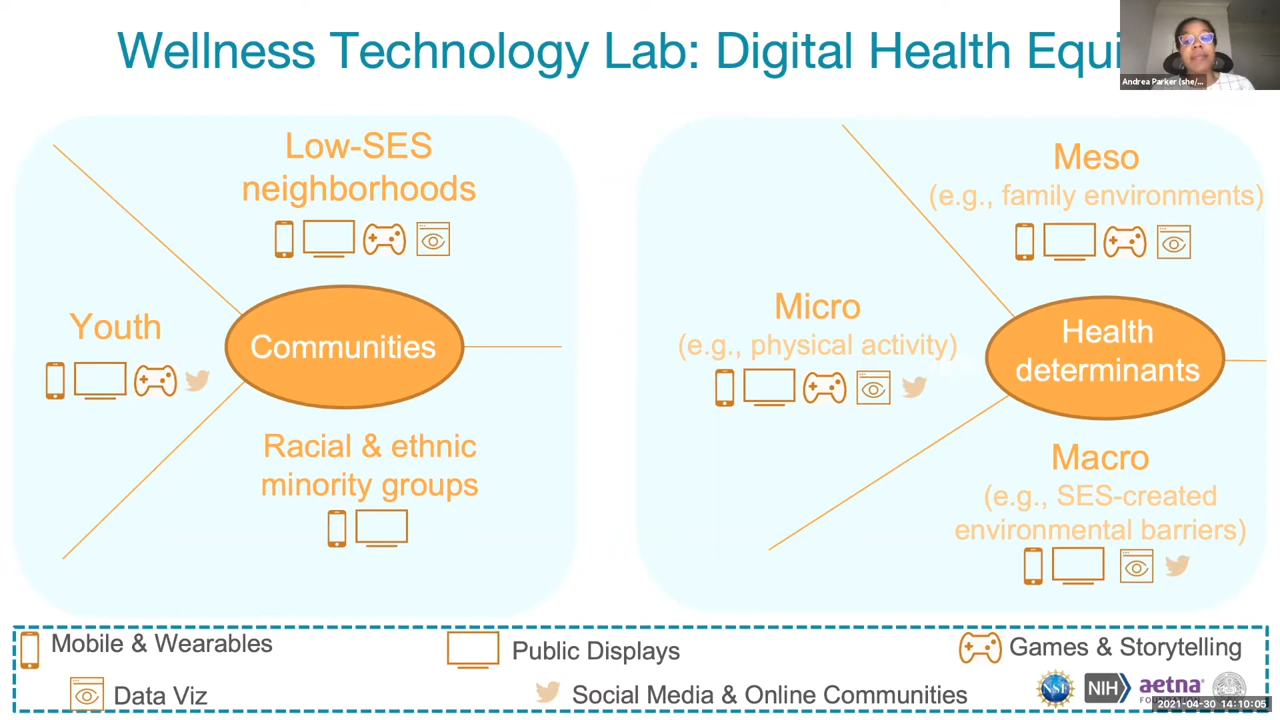 Wellness Technology Lab: Digital Health Equi
Andrea Parker (she/...
Low-SES
neighborhoods
Youth
Communities
Racial & ethnic
minority groups
Meso
(e.g., family environments)
Micro
(e.g., physical activity)
Health
determinants
Macro
(e.g., SES-created
environmental barriers)
Mobile & Wearables
Public Displays
Games & Storytelling
Data Viz
Social Media & Online Communities
NSF
NIH
aetna
2021-04-30 14:10:05